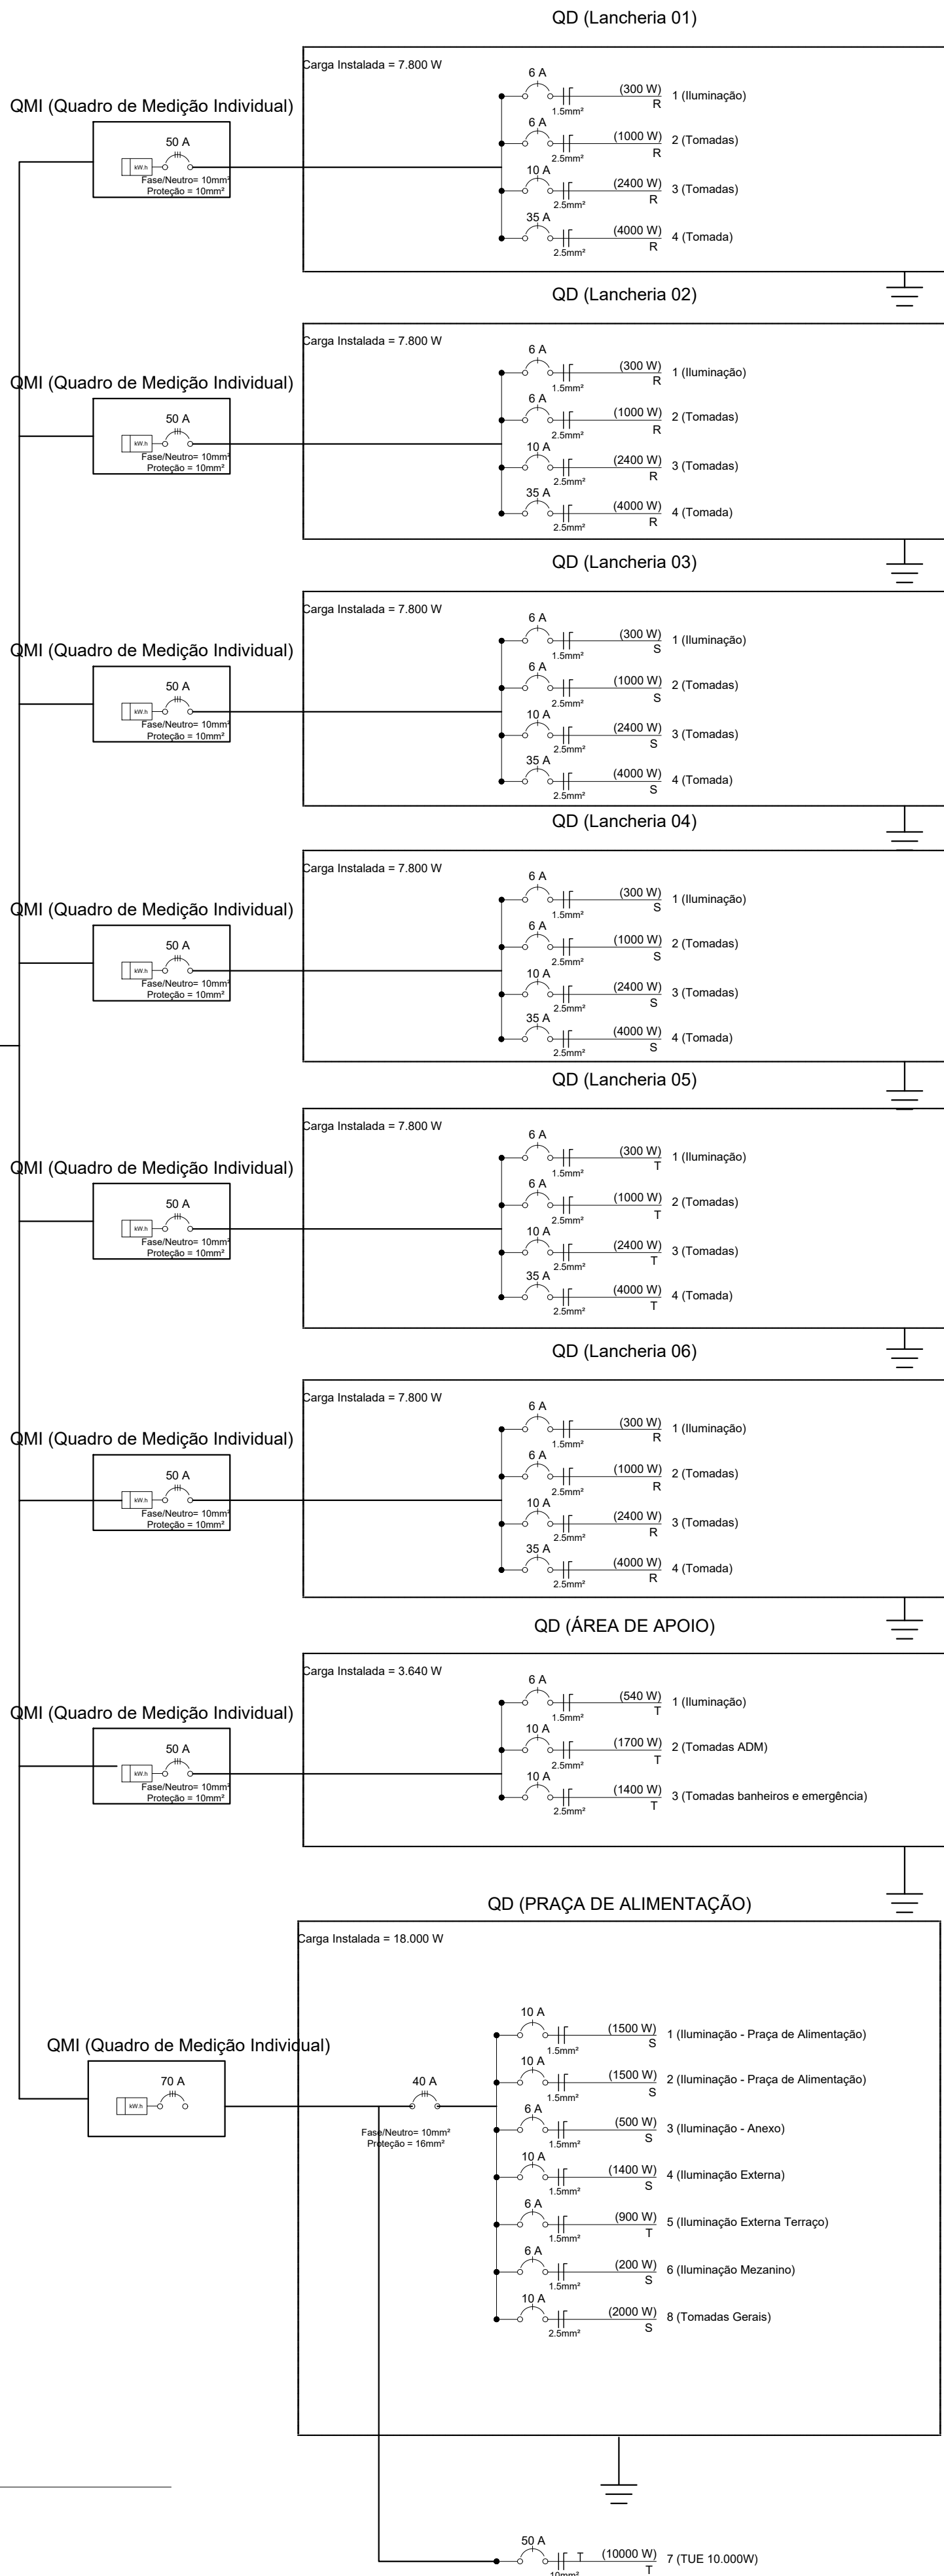 QD (Lancheria 01)
Carga Instalada = 7.800 W
QMI (Quadro de Medição Individual)
50 A
kW.h
Fase/Neutro= 10mm²
Proteção = 10mm²
6 A
1.5mm²
(300 W)
R
1 (Iluminação)
6 A
2.5mm²
(1000 W)
R
2 (Tomadas)
10 A
2.5mm²
(2400 W)
R
3 (Tomadas)
35 A
2.5mm²
(4000 W)
R
4 (Tomada)
QD (Lancheria 02)
Carga Instalada = 7.800 W
QMI (Quadro de Medição Individual)
50 A
kW.h
Fase/Neutro= 10mm²
Proteção = 10mm²
6 A
1.5mm²
(300 W)
R
1 (Iluminação)
6 A
2.5mm²
(1000 W)
R
2 (Tomadas)
10 A
2.5mm²
(2400 W)
R
3 (Tomadas)
35 A
2.5mm²
(4000 W)
R
4 (Tomada)
QD (Lancheria 03)
Carga Instalada = 7.800 W
QMI (Quadro de Medição Individual)
50 A
kW.h
Fase/Neutro= 10mm²
Proteção = 10mm²
6 A
1.5mm²
(300 W)
S
1 (Iluminação)
6 A
2.5mm²
(1000 W)
S
2 (Tomadas)
10 A
2.5mm²
(2400 W)
S
3 (Tomadas)
35 A
2.5mm²
(4000 W)
S
4 (Tomada)
QD (Lancheria 04)
Carga Instalada = 7.800 W
QMI (Quadro de Medição Individual)
50 A
kW.h
Fase/Neutro= 10mm²
Proteção = 10mm²
6 A
1.5mm²
(300 W)
S
1 (Iluminação)
6 A
2.5mm²
(1000 W)
S
2 (Tomadas)
10 A
2.5mm²
(2400 W)
S
3 (Tomadas)
35 A
2.5mm²
(4000 W)
S
4 (Tomada)
QD (Lancheria 05)
Carga Instalada = 7.800 W
QMI (Quadro de Medição Individual)
50 A
kW.h
Fase/Neutro= 10mm²
Proteção = 10mm²
6 A
1.5mm²
(300 W)
T
1 (Iluminação)
6 A
2.5mm²
(1000 W)
T
2 (Tomadas)
10 A
2.5mm²
(2400 W)
T
3 (Tomadas)
35 A
2.5mm²
(4000 W)
T
4 (Tomada)
QD (Lancheria 06)
Carga Instalada = 7.800 W
QMI (Quadro de Medição Individual)
50 A
kW.h
Fase/Neutro= 10mm²
Proteção = 10mm²
6 A
1.5mm²
(300 W)
R
1 (Iluminação)
6 A
2.5mm²
(1000 W)
R
2 (Tomadas)
10 A
2.5mm²
(2400 W)
R
3 (Tomadas)
35 A
2.5mm²
(4000 W)
R
4 (Tomada)
QD (ÁREA DE APOIO)
Carga Instalada = 3.640 W
QMI (Quadro de Medição Individual)
50 A
kW.h
Fase/Neutro= 10mm²
Proteção = 10mm²
6 A
1.5mm²
(540 W)
T
1 (Iluminação)
10 A
2.5mm²
(1700 W)
T
2 (Tomadas ADM)
10 A
2.5mm²
(1400 W)
T
3 (Tomadas banheiros e emergência)
QD (PRAÇA DE ALIMENTAÇÃO)
Carga Instalada = 18.000 W
QMI (Quadro de Medição Individual)
70 A
kW.h
40 A
Fase/Neutro= 10mm²
Proteção = 16mm²
10 A
1.5mm²
(1500 W)
S
1 (Iluminação - Praça de Alimentação)
10 A
1.5mm²
(1500 W)
S
2 (Iluminação - Praça de Alimentação)
6 A
1.5mm²
(500 W)
S
3 (Iluminação - Anexo)
10 A
1.5mm²
(1400 W)
S
4 (Iluminação Externa)
6 A
1.5mm²
(900 W)
T
5 (Iluminação Externa Terraço)
6 A
1.5mm²
(200 W)
S
6 (Iluminação Mezanino)
10 A
2.5mm²
(2000 W)
S
8 (Tomadas Gerais)
50 A
10mm²
T
(10000 W)
T
7 (TUE 10.000W)